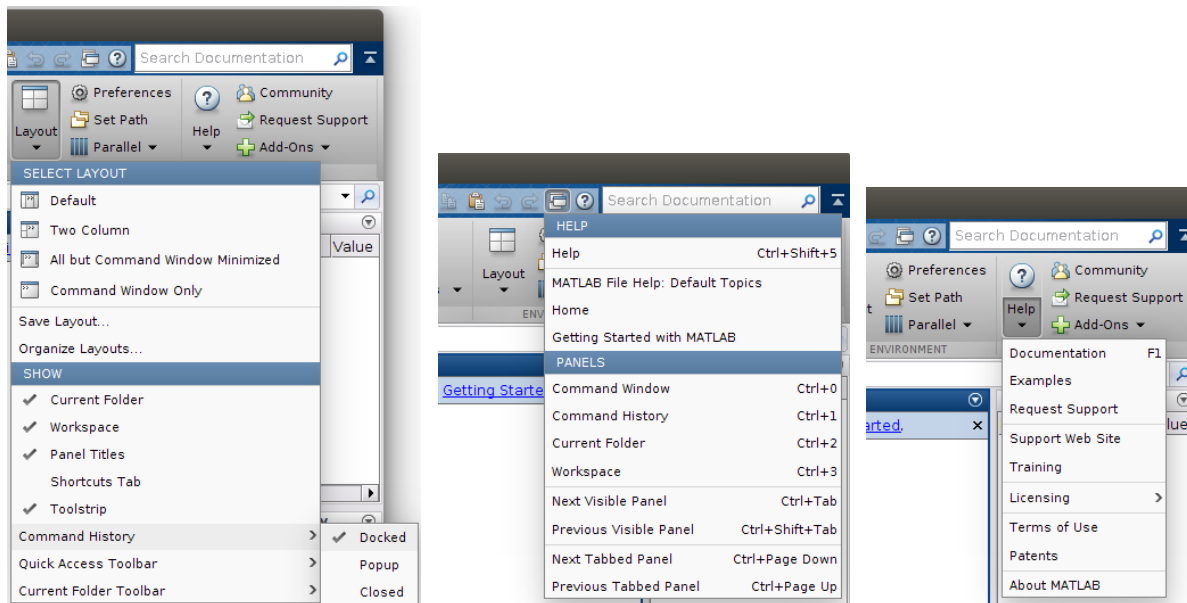 Search Documentation
Preferences
Community
Set Path
Request Support
Layout
Help
Parallel
Add-Ons
SELECT LAYOUT
Default
Two Column
Value
All but Command Window Minimized
Command Window Only
Save Layout...
Organize Layouts...
SHOW
Current Folder
Workspace
Panel Titles
Shortcuts Tab
Toolstrip
Command History
Docked
Quick Access Toolbar
Popup
Current Folder Toolbar
Closed
Search Documentation
HELP
Help Ctrl+Shift+5
Layout
MATLAB File Help: Default Topics
Home
ENV
Getting Started with MATLAB
PANELS
Getting Starte
Command Window Ctrl+0
Command History Ctrl+1
Current Folder Ctrl+2
Workspace Ctrl+3
Next Visible Panel Ctrl+Tab
Previous Visible Panel Ctrl+Shift+Tab
Next Tabbed Panel Ctrl+Page Down
Previous Tabbed Panel Ctrl+Page Up
Search Documentation
Preferences
Community
Set Path
Request Support
Help
Parallel
Add-Ons
ENVIRONMENT
Documentation F1
Examples
Request Support
arted.
lue
Support Web Site
Training
Licensing
Terms of Use
Patents
About MATLAB